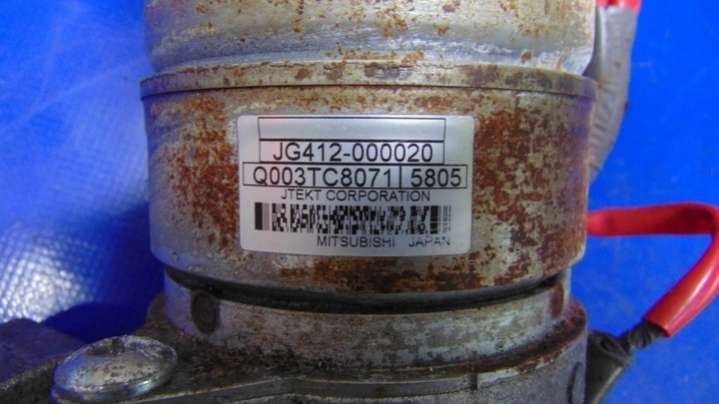 JG412-000020
Q003TC8071 5805
JTEKT CORPORATION
MITSUBISHI JAPAN